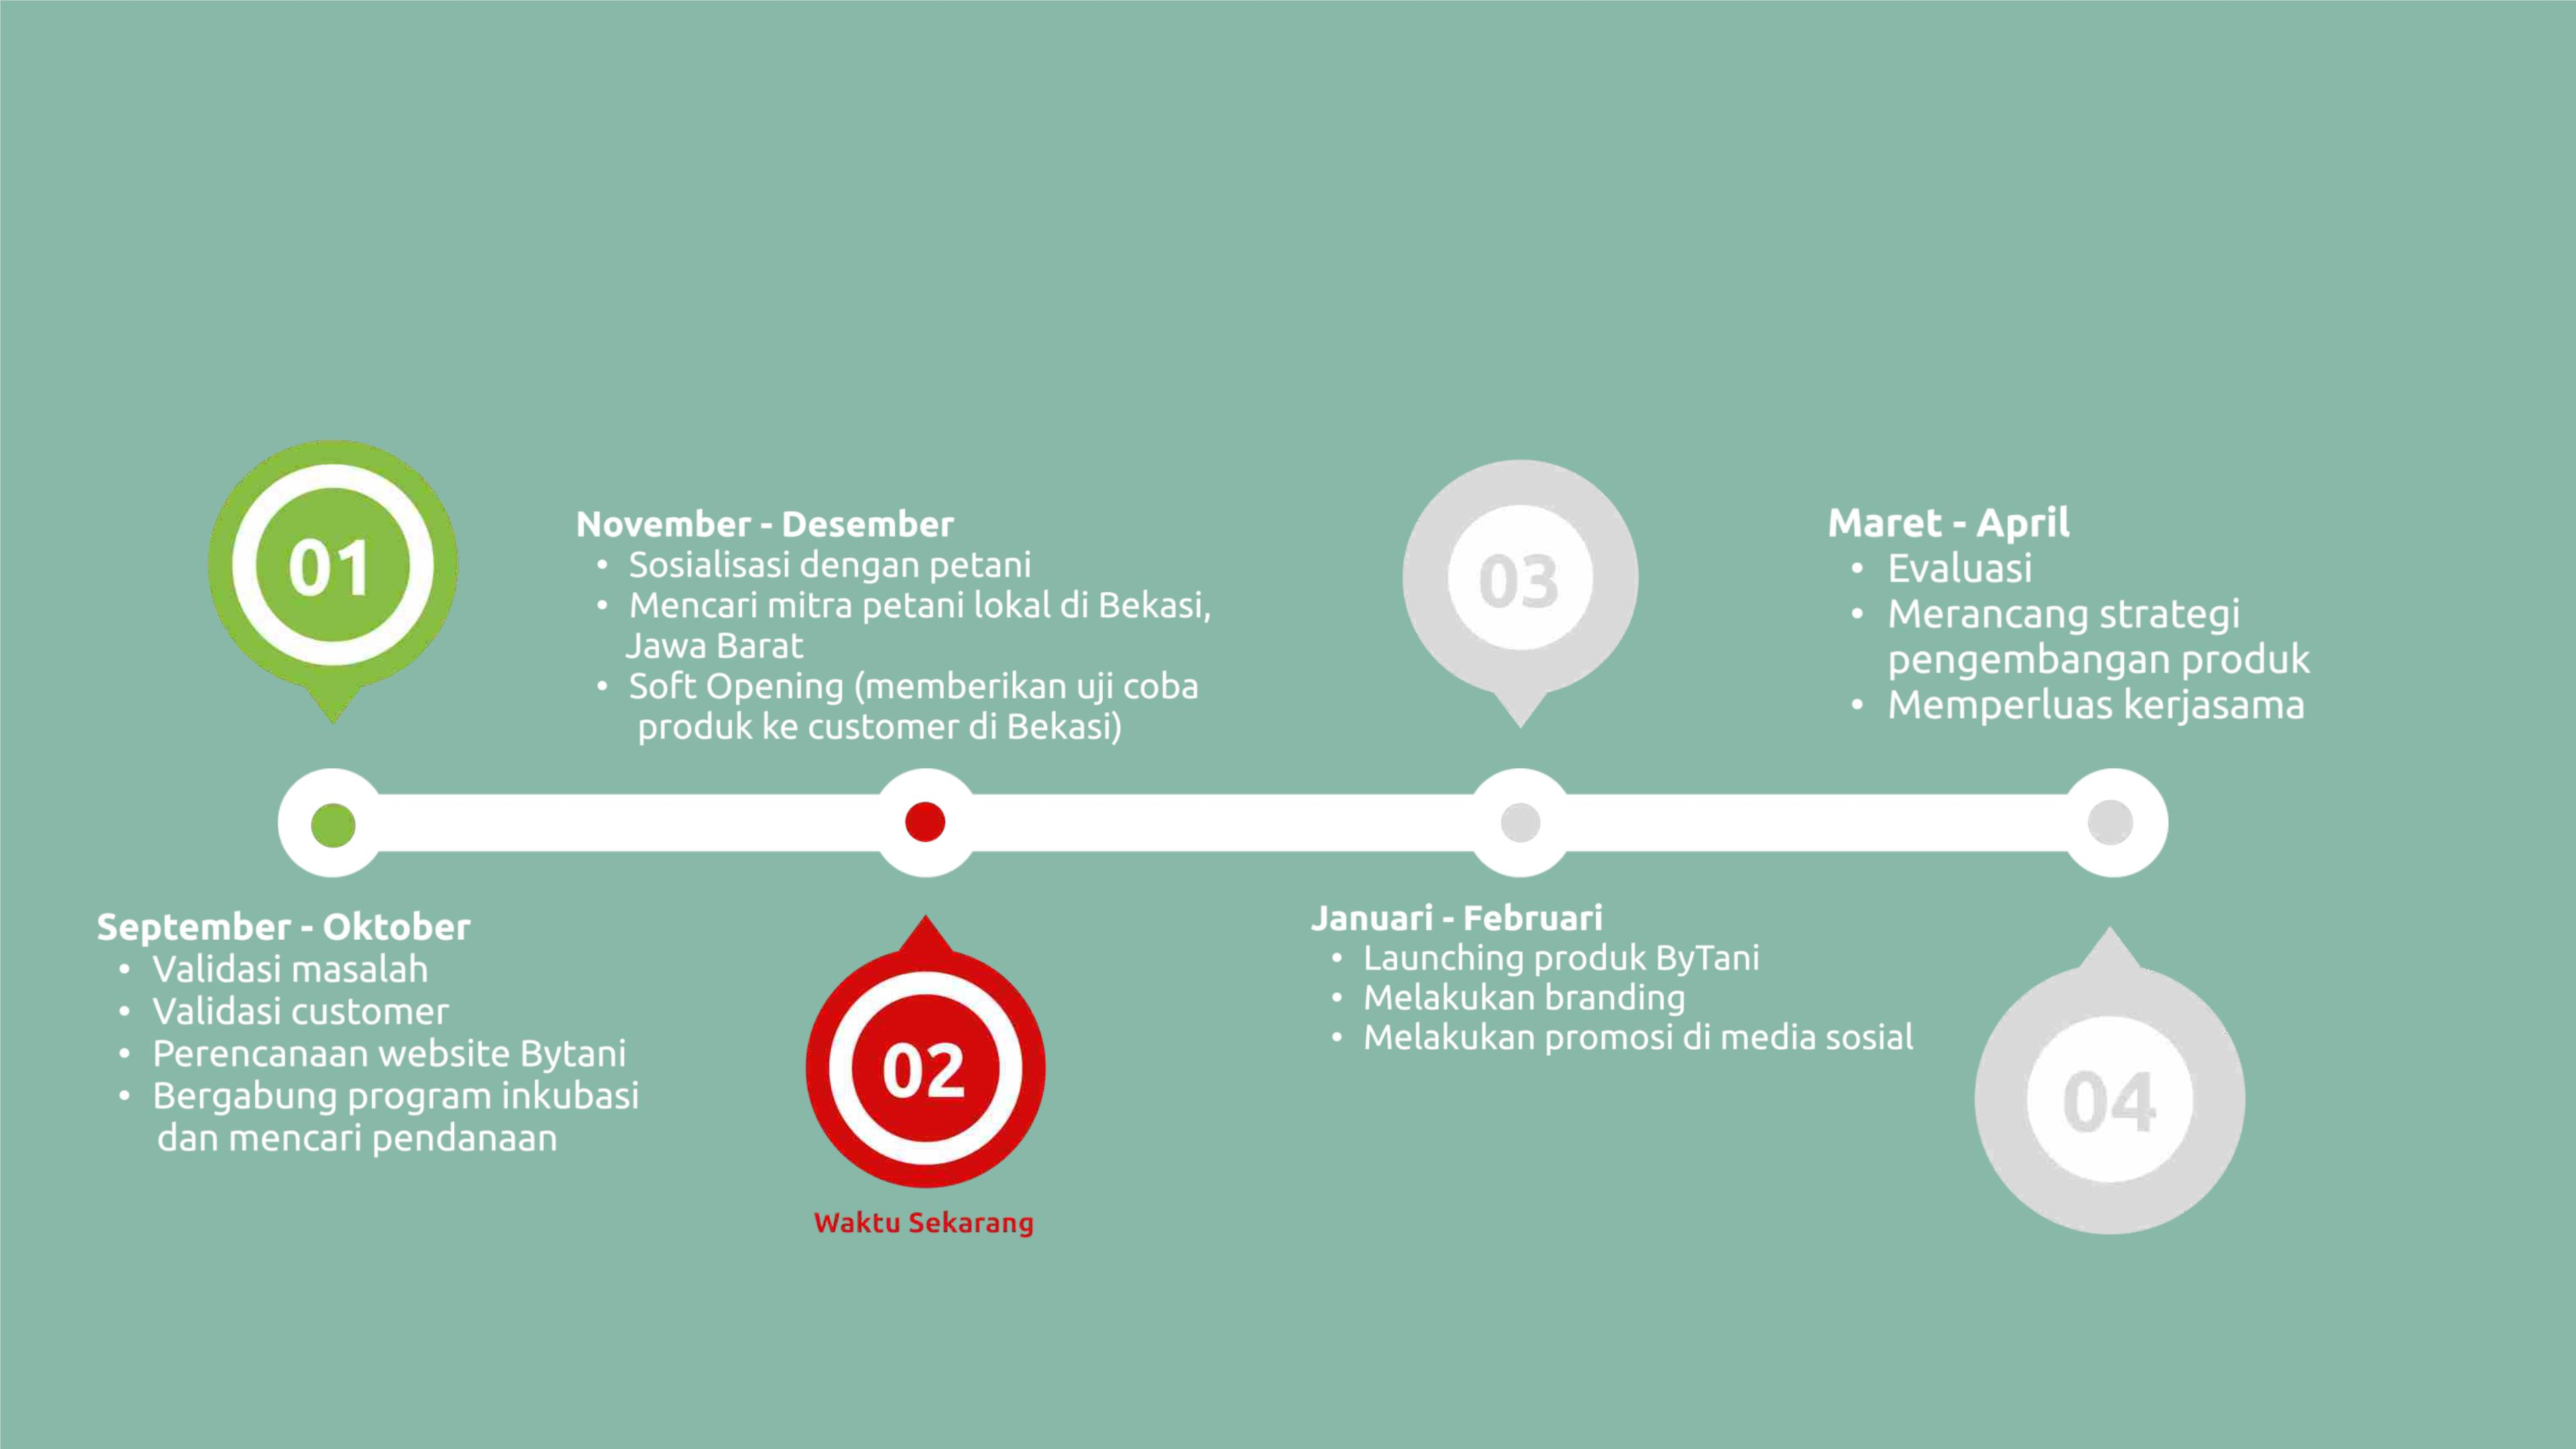 01
September - Oktober
• Validasi masalah
• Validasi customer
• Perencanaan website Bytani
• Bergabung program inkubasi
dan mencari pendanaan
November - Desember
• Sosialisasi dengan petani
• Mencari mitra petani lokal di Bekasi,
Jawa Barat
• Soft Opening (memberikan uji coba
produk ke customer di Bekasi)
02
Waktu Sekarang
03
Januari - Februari
• Launching produk ByTani
• Melakukan branding
• Melakukan promosi di media sosial
Maret - April
• Evaluasi
• Merancang strategi
pengembangan produk
• Memperluas kerjasama
04